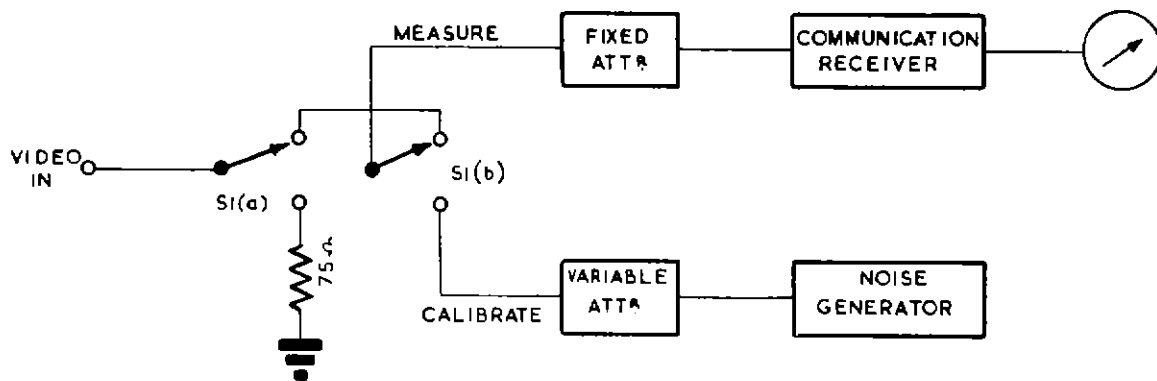 MEASURE
FIXED
ATTR
COMMUNICATION
RECEIVER
VIDEO
IN
S1(a)
S1(b)
75Ω
CALIBRATE
VARIABLE
ATTR
NOISE
GENERATOR